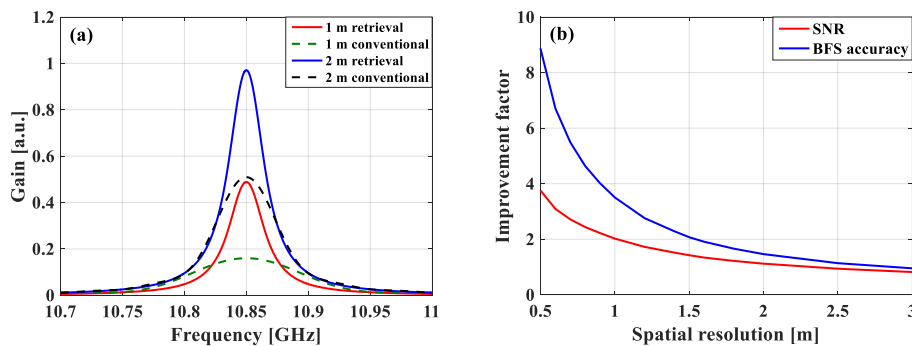 (a)
1 m retrieval
1 m conventional
2 m retrieval
2 m conventional
Gain [a.u.]
1.2
1
0.8
0.6
0.4
0.2
0
10.7
10.75
10.8
10.85
10.9
10.95
11
Frequency [GHz]
(b)
SNR
BFS accuracy
Improvement factor
10
8
6
4
2
0
0.5
1
1.5
2
2.5
3
Spatial resolution [m]